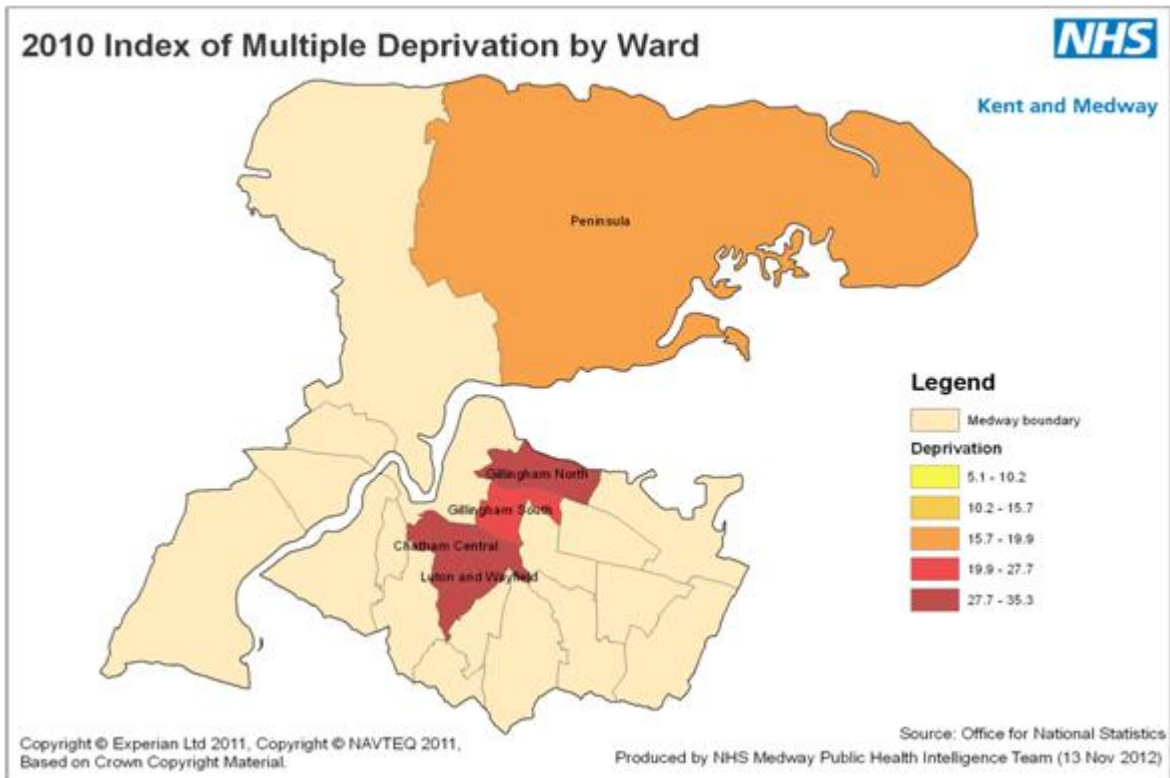 2010 Index of Multiple Deprivation by Ward
NHS
Kent and Medway
Peninsula
Gillingham North
Gillingham South
Chatham Central
Luton and Wayfield
Legend
Medway boundary
Deprivation
5.1 - 10.2
10.2 - 15.7
15.7 - 19.9
19.9 - 27.7
27.7 - 35.3
Copyright © Experian Ltd 2011, Copyright © NAVTEQ 2011,
Based on Crown Copyright Material.
Source: Office for National Statistics
Produced by NHS Medway Public Health Intelligence Team (13 Nov 2012)